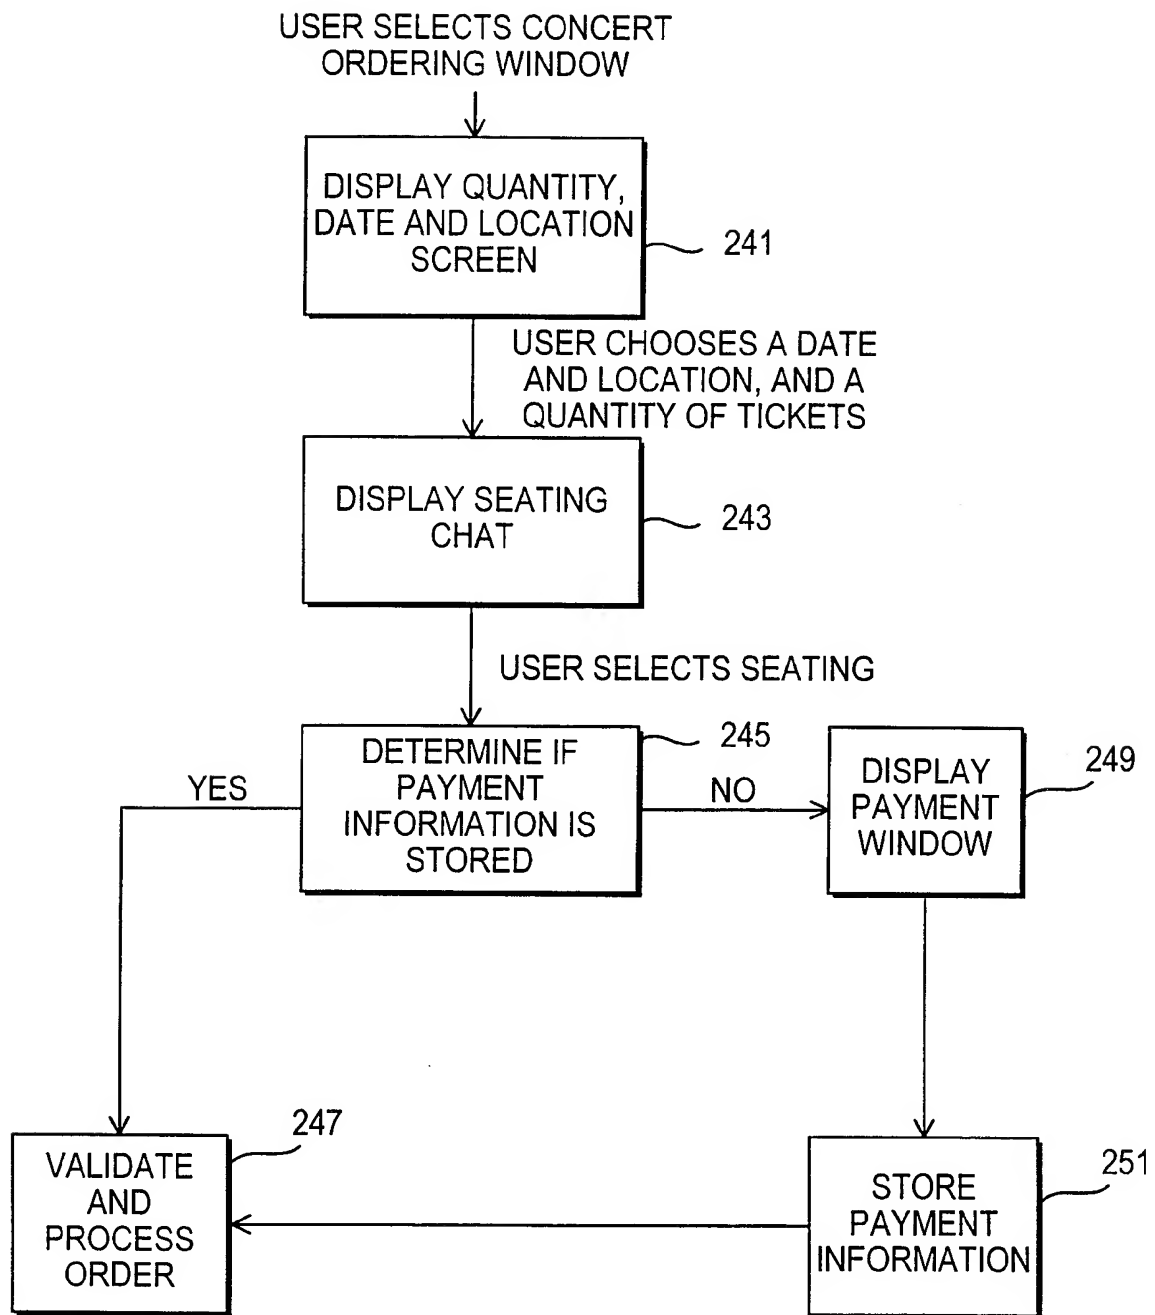 USER SELECTS CONCERT
ORDERING WINDOW
DISPLAY QUANTITY,
DATE AND LOCATION
SCREEN
241
USER CHOOSES A DATE
AND LOCATION, AND A
QUANTITY OF TICKETS
DISPLAY SEATING
CHAT
243
USER SELECTS SEATING
DETERMINE IF
PAYMENT
INFORMATION IS
STORED
245
YES
NO
DISPLAY
PAYMENT
WINDOW
249
VALIDATE
AND
PROCESS
ORDER
247
STORE
PAYMENT
INFORMATION
251